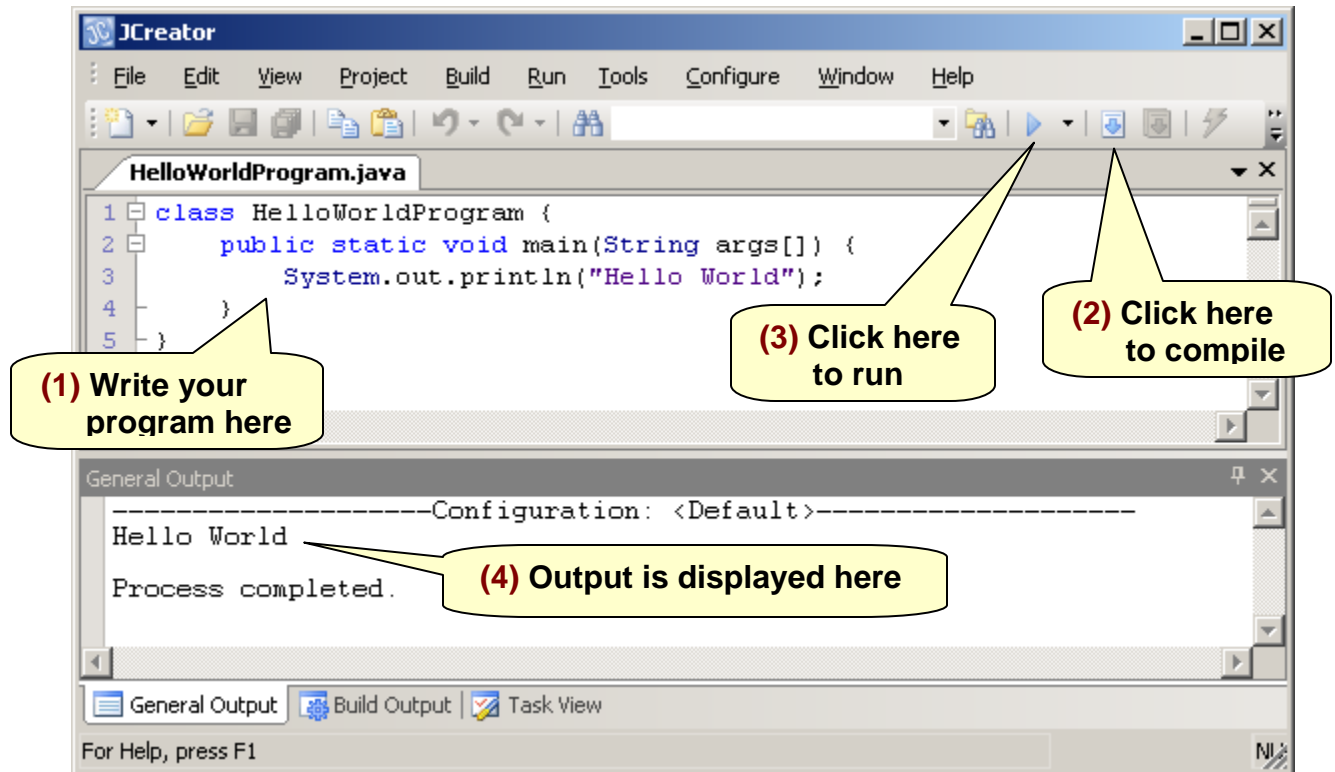 JCreator
File Edit View Project Build Run Tools Configure Window Help
HelloWorldProgram.java
1 class HelloWorldProgram {
2 public static void main(String args[]) {
3 System.out.println("Hello World");
4 }
5 }
(1) Write your
program here
(3) Click here
to run
(2) Click here
to compile
General Output
--------------------Configuration: <Default>--------------------
Hello World
Process completed.
(4) Output is displayed here
General Output Build Output Task View
For Help, press F1